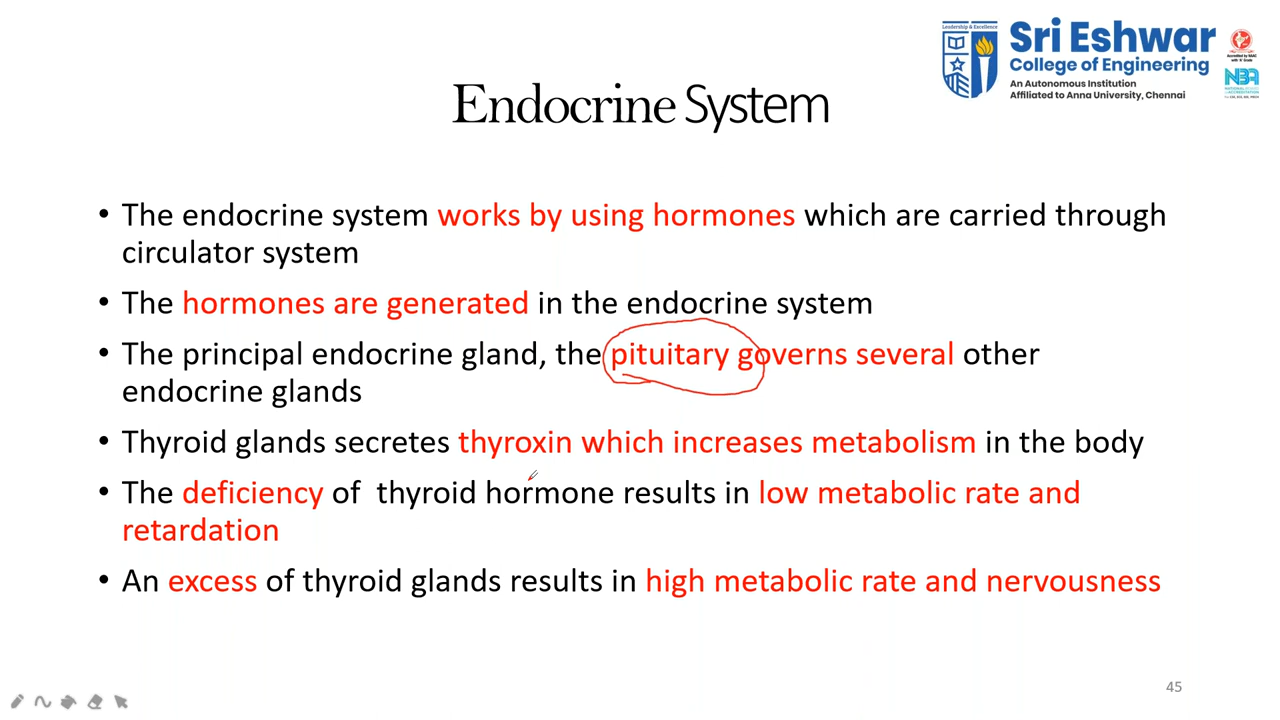 Leadership & Excellence
Sri Eshwar
College of Engineering
An Autonomous Institution
Affiliated to Anna University, Chennai
NBA
Endocrine System
• The endocrine system works by using hormones which are carried through
circulator system
• The hormones are generated in the endocrine system
• The principal endocrine gland, the pituitary governs several other
endocrine glands
• Thyroid glands secretes thyroxin which increases metabolism in the body
• The deficiency of thyroid hormone results in low metabolic rate and
retardation
• An excess of thyroid glands results in high metabolic rate and nervousness
45